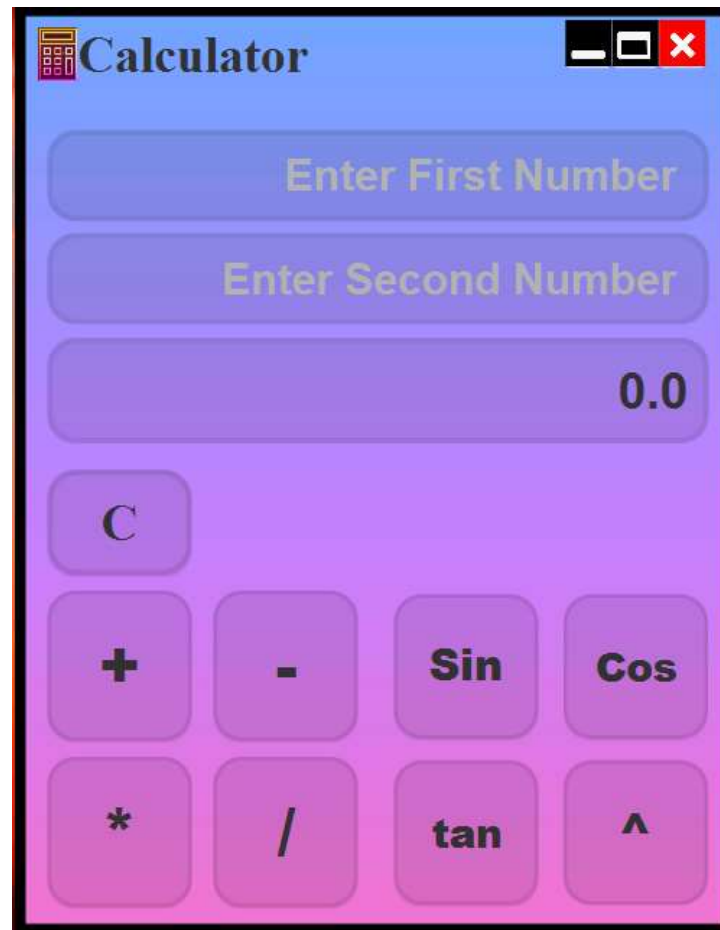 Calculator
Enter First Number
Enter Second Number
0.0
C
+ - Sin Cos
* / tan ^